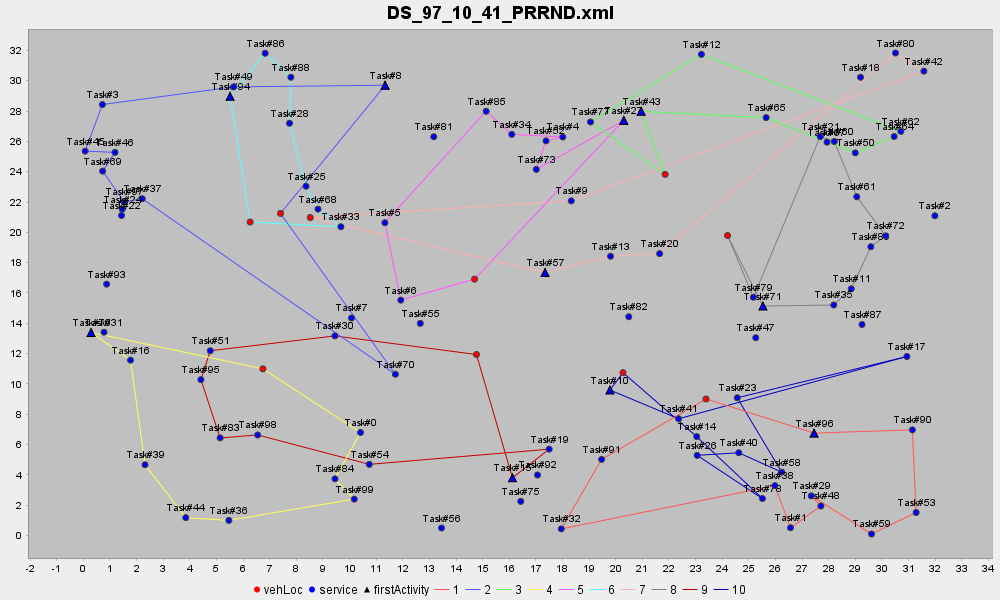 DS_97_10_41_PRRND.xml
Task#86
Task#12
Task#80
Task#42
Task#88
Task#18
Task#49
Task#94
Task#8
Task#3
Task#85
Task#43
Task#28
Task#77
Task#65
Task#81
Task#34
Task#4
Task#21
Task#62
Task#45
Task#46
Task#50
Task#69
Task#73
Task#25
Task#37
Task#61
Task#9
Task#68
Task#22
Task#5
Task#2
Task#33
Task#72
Task#13
Task#20
Task#57
Task#93
Task#79
Task#11
Task#71
Task#6
Task#35
Task#7
Task#82
Task#55
Task#31
Task#30
Task#87
Task#47
Task#51
Task#16
Task#17
Task#70
Task#95
Task#10
Task#23
Task#41
Task#0
Task#14
Task#96
Task#90
Task#83
Task#98
Task#19
Task#26
Task#40
Task#91
Task#39
Task#54
Task#92
Task#58
Task#84
Task#38
Task#99
Task#75
Task#29
Task#48
Task#44
Task#36
Task#53
Task#56
Task#32
Task#1
Task#59
32
30
28
26
24
22
20
18
16
14
12
10
8
6
4
2
0
-2 -1 0 1 2 3 4 5 6 7 8 9 10 11 12 13 14 15 16 17 18 19 20 21 22 23 24 25 26 27 28 29 30 31 32 33 34
vehLoc service firstActivity 1 2 3 4 5 6 7 8 9 10